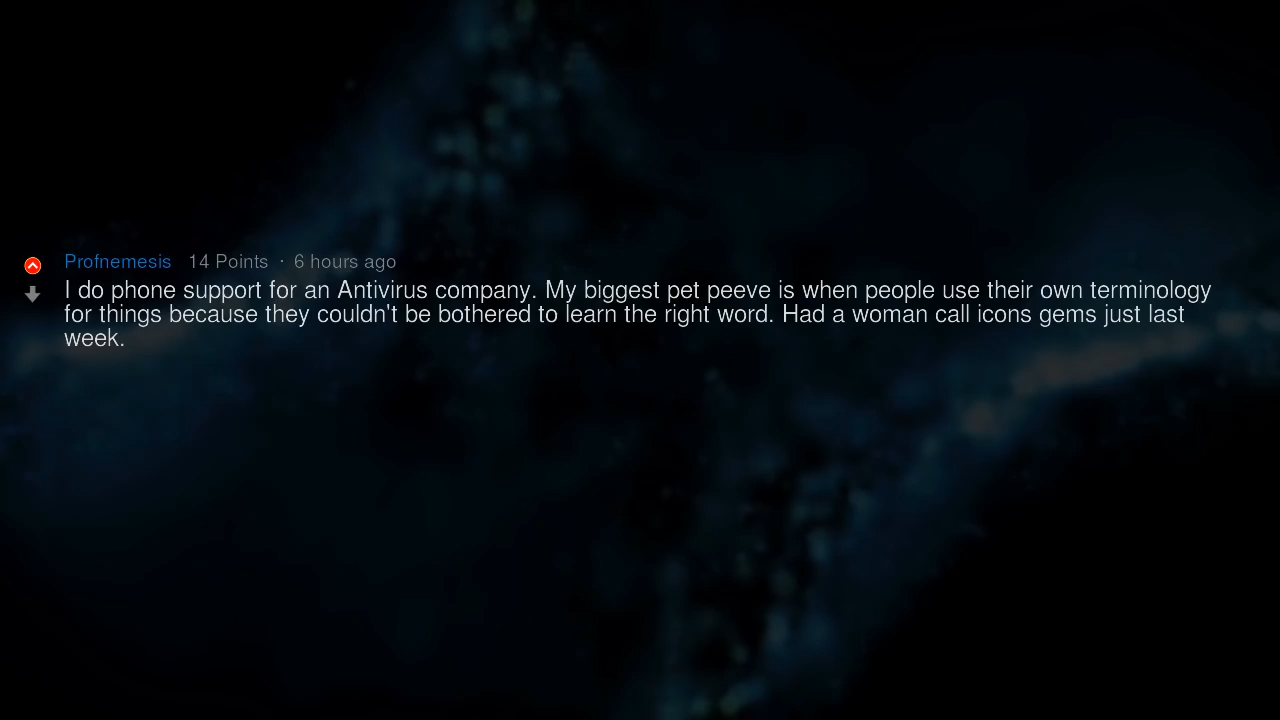 Profnemesis 14 Points · 6 hours ago
I do phone support for an Antivirus company. My biggest pet peeve is when people use their own terminology
for things because they couldn't be bothered to learn the right word. Had a woman call icons gems just last
week.